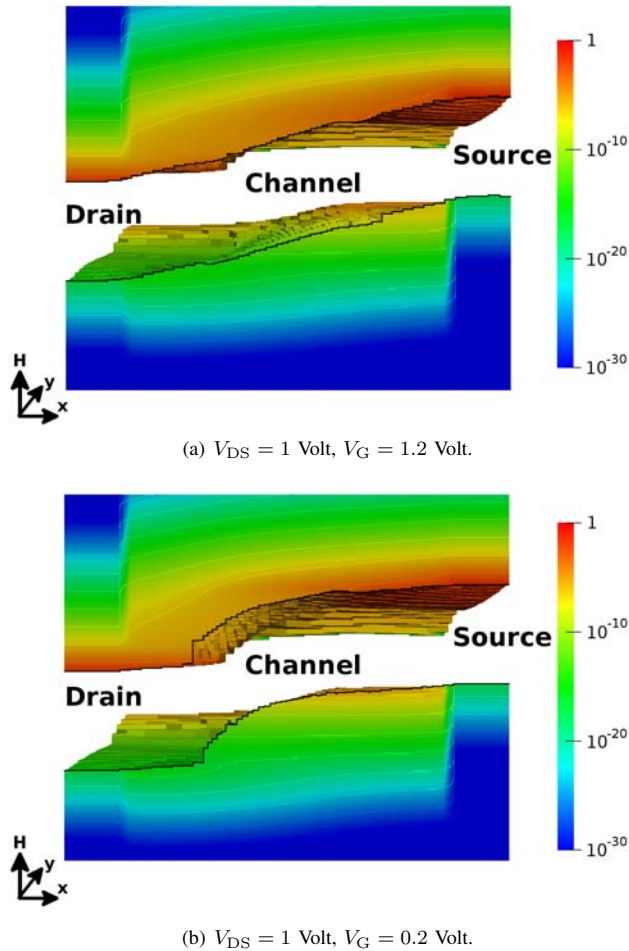 1
10^-10
Source
Channel
Drain
10^-20
H
y
x
10^-30
(a) V_DS = 1 Volt, V_G = 1.2 Volt.
1
10^-10
Source
Channel
Drain
10^-20
H
y
x
10^-30
(b) V_DS = 1 Volt, V_G = 0.2 Volt.